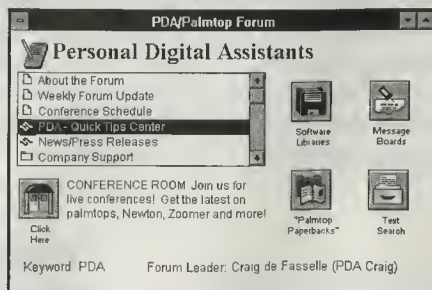 PDA/Palmtop Forum
Personal Digital Assistants
About the Forum
Weekly Forum Update
Conference Schedule
PDA - Quick Tips Center
News/Press Releases
Company Support
Software
Libraries
Message
Boards
CONFERENCE ROOM Join us for
live conferences! Get the latest on
palmtops, Newton, Zoomer and more!
Click
Here
"Palmtop
Paperbacks"
Text
Search
Keyword PDA
Forum Leader: Craig de Fasselle (PDA Craig)